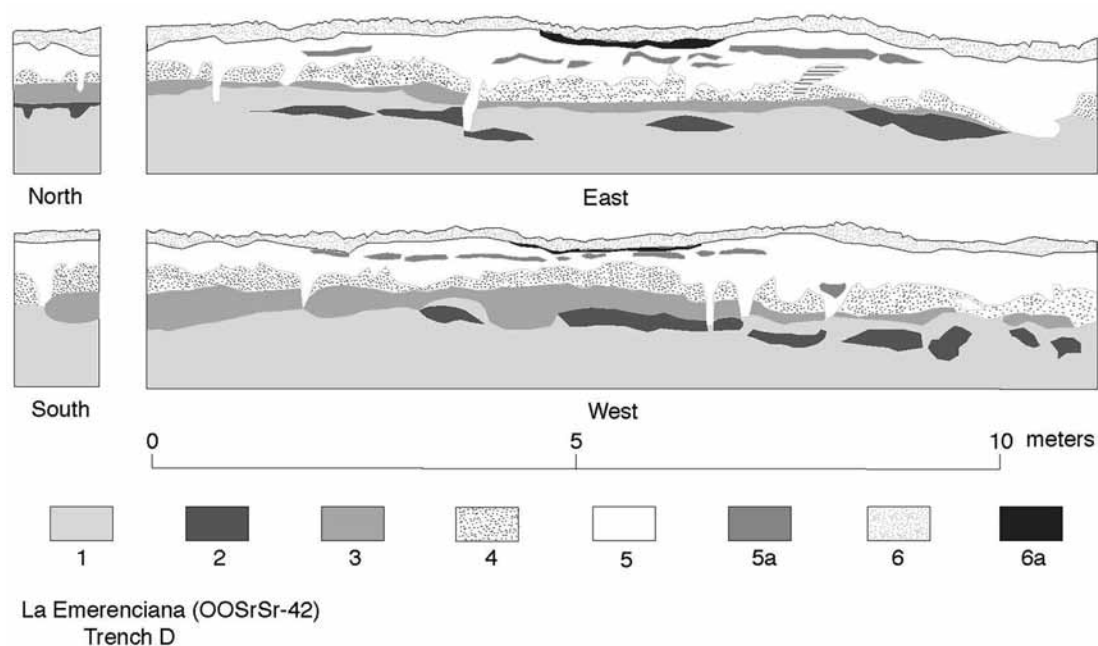 North East
South West
0 5 10 meters
1 2 3 4 5 5a 6 6a
La Emerenciana (OOSrSr-42)
Trench D